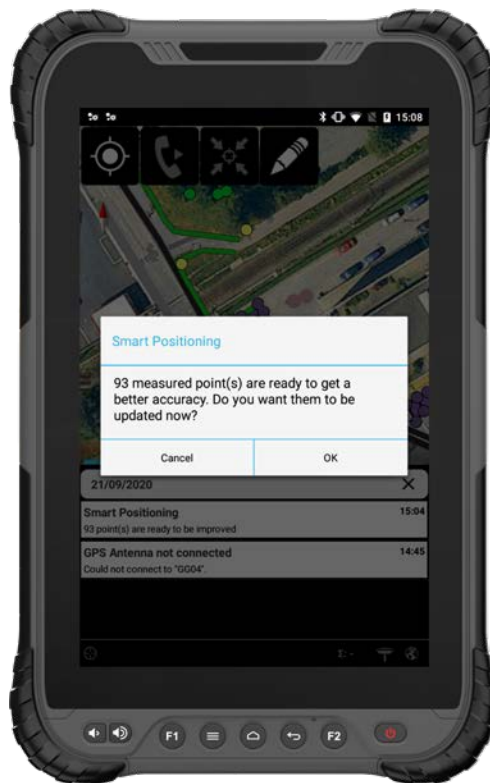 15:08
Smart Positioning
93 measured point(s) are ready to get a
better accuracy. Do you want them to be
updated now?
Cancel OK
21/09/2020
Smart Positioning 15:04
93 point(s) are ready to be improved
GPS Antenna not connected 14:45
Could not connect to "GG04".
Σ: -
F1 F2